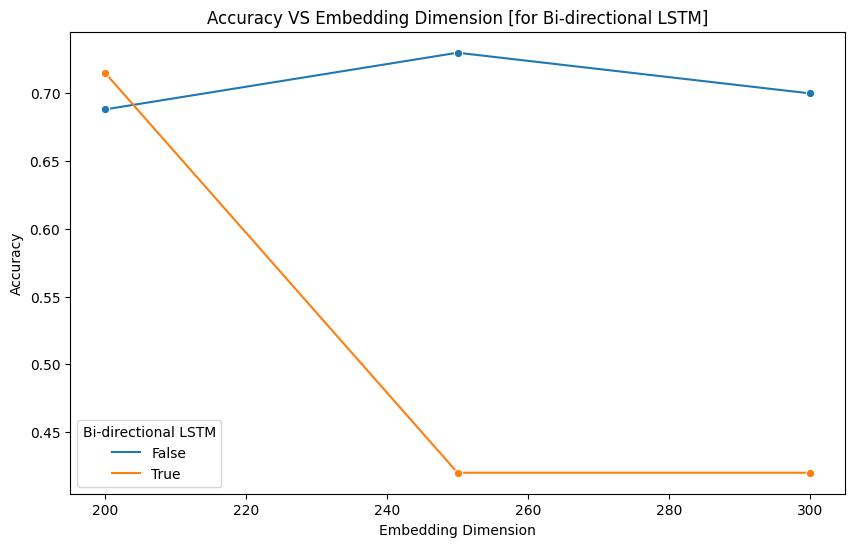 Accuracy VS Embedding Dimension [for Bi-directional LSTM]
Accuracy
0.70
0.65
0.60
0.55
0.50
0.45
Bi-directional LSTM
False
True
200 220 240 260 280 300
Embedding Dimension